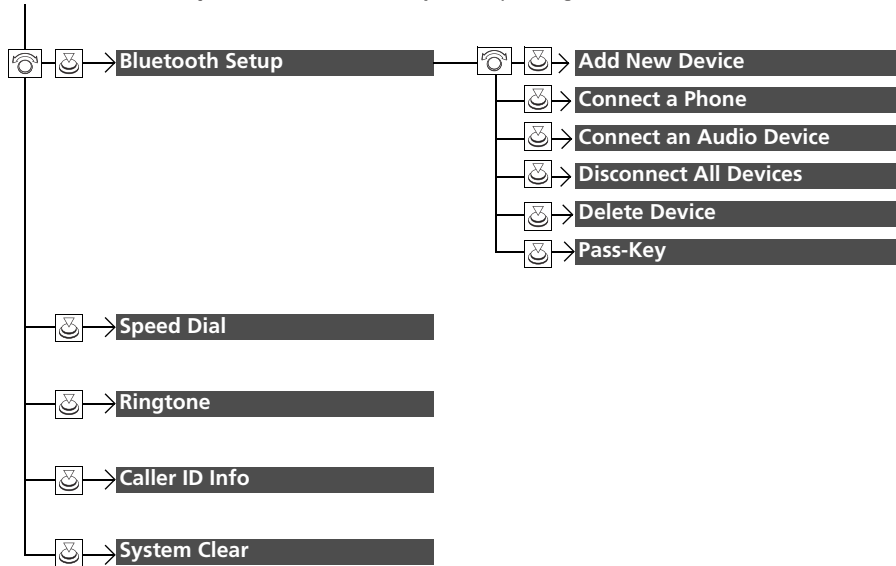 Bluetooth Setup
Add New Device
Connect a Phone
Connect an Audio Device
Disconnect All Devices
Delete Device
Pass-Key
Speed Dial
Ringtone
Caller ID Info
System Clear